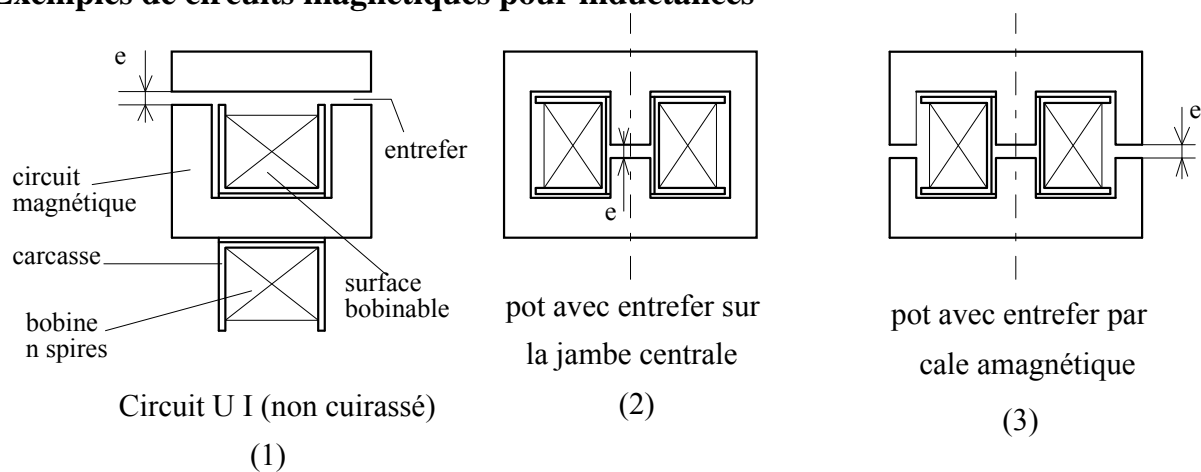 Exemples de circuits magnétiques pour inductances
e
entrefer
circuit
magnétique
carcasse
bobine
n spires
surface
bobinable
Circuit U I (non cuirassé)
(1)
e
pot avec entrefer sur
la jambe centrale
(2)
e
pot avec entrefer par
cale amagnétique
(3)